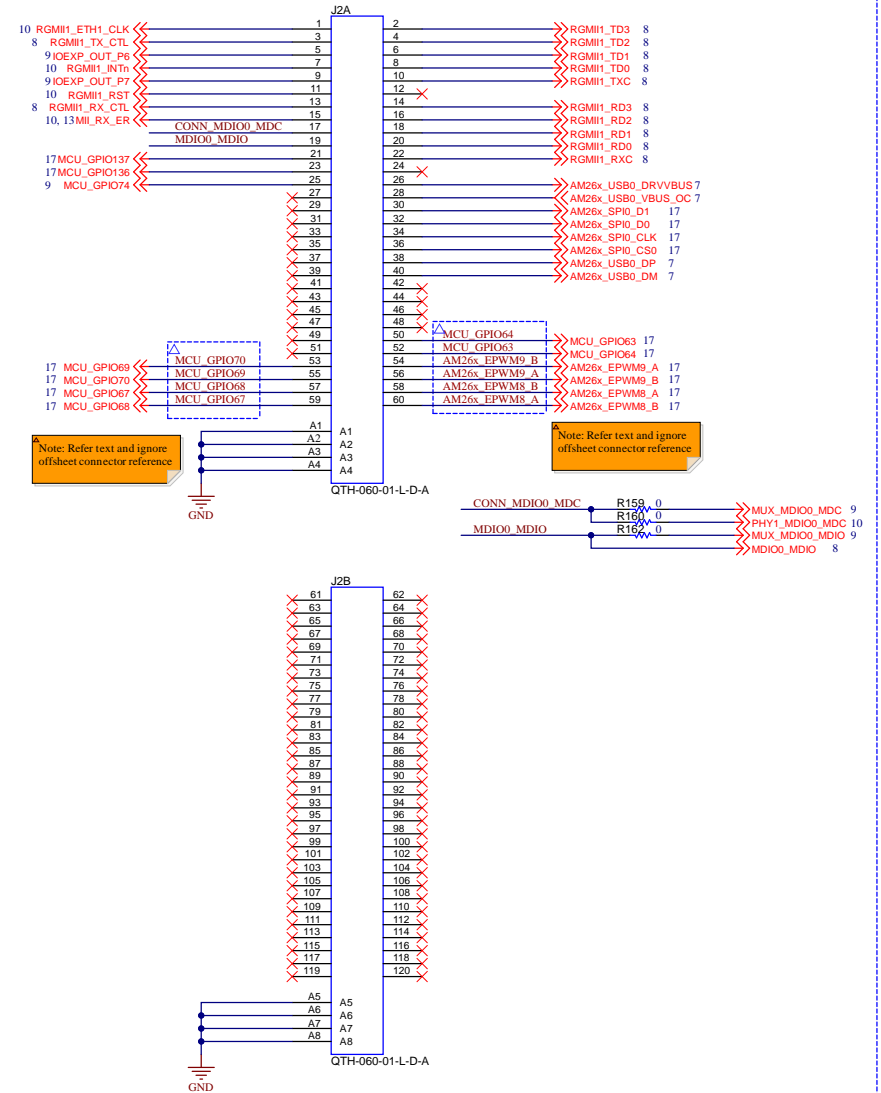 J2A
10 RGMII1_ETH1_CLK 1 2 RGMII1_TD3 8
8 RGMII1_TX_CTL 3 4 RGMII1_TD2 8
9 IOEXP_OUT_P6 5 6 RGMII1_TD1 8
10 RGMII1_INTn 7 8 RGMII1_TD0 8
9 IOEXP_OUT_P7 9 10 RGMII1_TXC 8
10 RGMII1_RST 11 12
8 RGMII1_RX_CTL 13 14 RGMII1_RD3 8
10, 13 MII_RX_ER 15 16 RGMII1_RD2 8
CONN_MDIO0_MDC 17 18 RGMII1_RD1 8
MDIO0_MDIO 19 20 RGMII1_RD0 8
17 MCU_GPIO137 21 22 RGMII1_RXC 8
17 MCU_GPIO136 23 24
9 MCU_GPIO74 25 26 AM26x_USB0_DRVVBUS 7
27 28 AM26x_USB0_VBUS_OC 7
29 30 AM26x_SPI0_D1 17
31 32 AM26x_SPI0_D0 17
33 34 AM26x_SPI0_CLK 17
35 36 AM26x_SPI0_CS0 17
37 38 AM26x_USB0_DP 7
39 40 AM26x_USB0_DM 7
41 42
43 44
45 46
47 48
49 50 MCU_GPIO64 MCU_GPIO63 17
51 52 MCU_GPIO63 MCU_GPIO64 17
17 MCU_GPIO69 MCU_GPIO70 53 54 AM26x_EPWM9_B AM26x_EPWM9_A 17
17 MCU_GPIO70 MCU_GPIO69 55 56 AM26x_EPWM9_A AM26x_EPWM9_B 17
17 MCU_GPIO67 MCU_GPIO68 57 58 AM26x_EPWM8_B AM26x_EPWM8_A 17
17 MCU_GPIO68 MCU_GPIO67 59 60 AM26x_EPWM8_A AM26x_EPWM8_B 17
A1 A1
A2 A2
A3 A3
A4 A4
Note: Refer text and ignore
offsheet connector reference
Note: Refer text and ignore
offsheet connector reference
QTH-060-01-L-D-A
GND
CONN_MDIO0_MDC R159 0 MUX_MDIO0_MDC 9
R160 0 PHY1_MDIO0_MDC 10
MDIO0_MDIO R162 0 MUX_MDIO0_MDIO 9
MDIO0_MDIO 8
J2B
61 62
63 64
65 66
67 68
69 70
71 72
73 74
75 76
77 78
79 80
81 82
83 84
85 86
87 88
89 90
91 92
93 94
95 96
97 98
99 100
101 102
103 104
105 106
107 108
109 110
111 112
113 114
115 116
117 118
119 120
A5 A5
A6 A6
A7 A7
A8 A8
QTH-060-01-L-D-A
GND